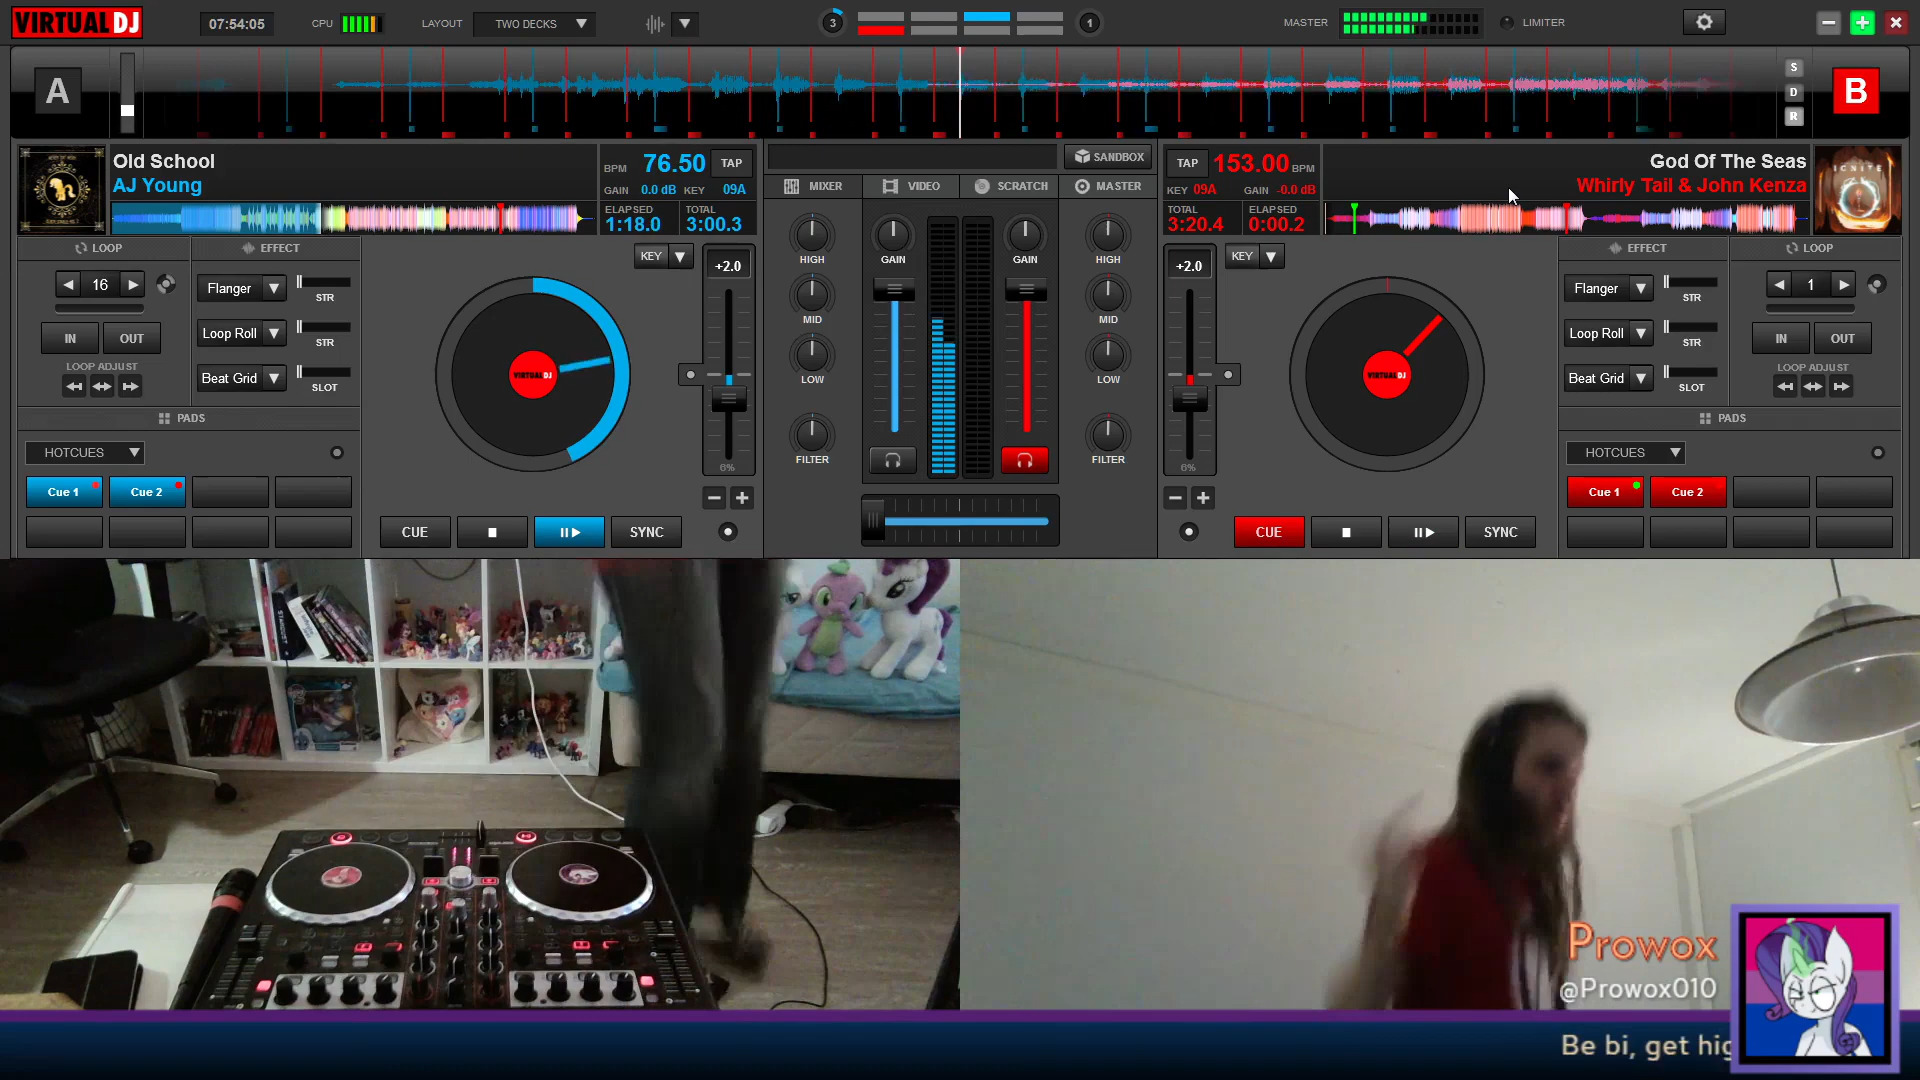 VIRTUAL DJ
07:54:05
CPU
LAYOUT
TWO DECKS
3
1
MASTER
LIMITER
A
S
D
R
B
Old School
AJ Young
BPM 76.50 TAP
GAIN 0.0 dB KEY 09A
ELAPSED
1:18.0
TOTAL
3:00.3
SANDBOX
MIXER VIDEO SCRATCH MASTER
TAP 153.00 BPM
KEY 09A GAIN -0.0 dB
TOTAL
3:20.4
ELAPSED
0:00.2
God Of The Seas
Whirly Tail & John Kenza
IGNITE
LOOP
EFFECT
16
IN OUT
LOOP ADJUST
Flanger
STR
Loop Roll
STR
Beat Grid
SLOT
KEY
+2.0
6%
VIRTUAL DJ
PADS
HOTCUES
Cue 1 Cue 2
CUE
SYNC
HIGH
MID
LOW
FILTER
GAIN
GAIN
HIGH
MID
LOW
FILTER
+2.0
KEY
6%
VIRTUAL DJ
CUE
SYNC
EFFECT
LOOP
Flanger
STR
Loop Roll
STR
Beat Grid
SLOT
1
IN OUT
LOOP ADJUST
PADS
HOTCUES
Cue 1 Cue 2
Prowox
@Prowox010
Be bi, get hig